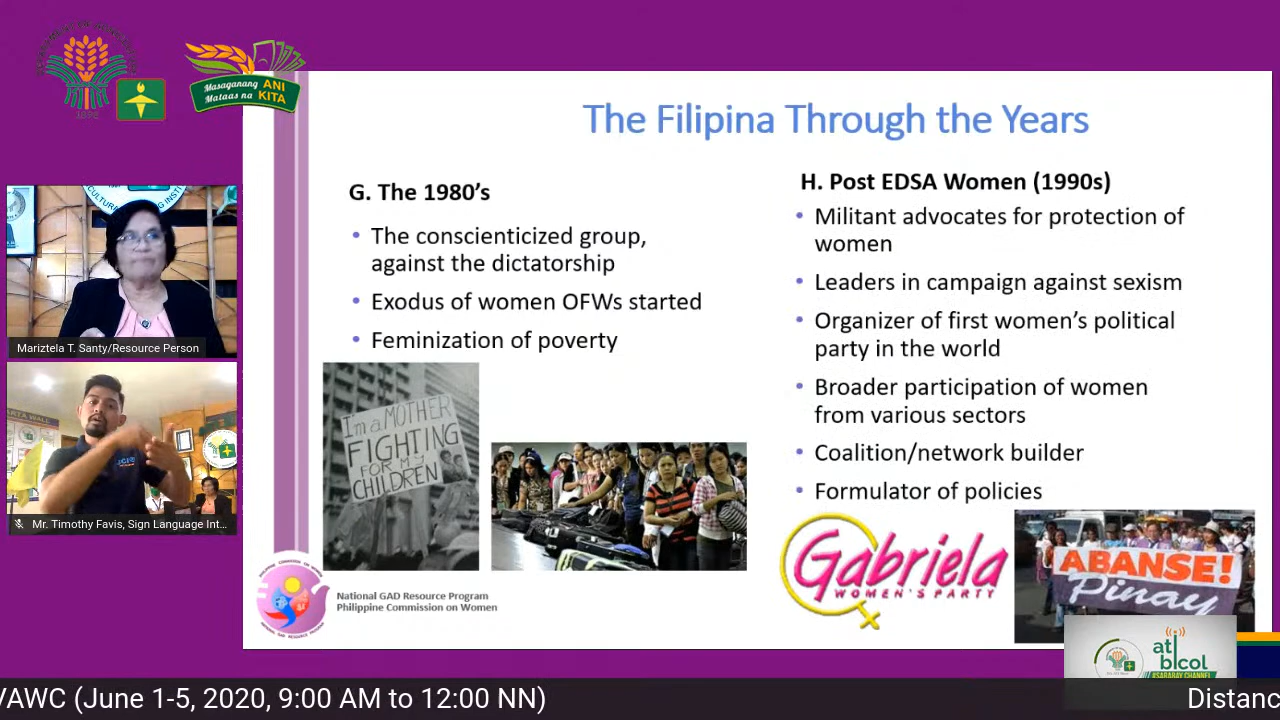 Masaganang ANI
Mataas na KITA
The Filipina Through the Years
G. The 1980's
• The conscienticized group,
against the dictatorship
• Exodus of women OFWs started
• Feminization of poverty
I'm a MOTHER
FIGHTING
FOR MY
CHILDREN
National GAD Resource Program
Philippine Commission on Women
H. Post EDSA Women (1990s)
• Militant advocates for protection of
women
• Leaders in campaign against sexism
• Organizer of first women's political
party in the world
• Broader participation of women
from various sectors
• Coalition/network builder
• Formulator of policies
Gabriela
WOMEN'S PARTY
ABANSE!
Pinay
Mariztela T. Santy/Resource Person
Mr. Timothy Favis, Sign Language Int...
ati
bicol
#SARABAY CHANNEL
VAWC (June 1-5, 2020, 9:00 AM to 12:00 NN)
Distanc